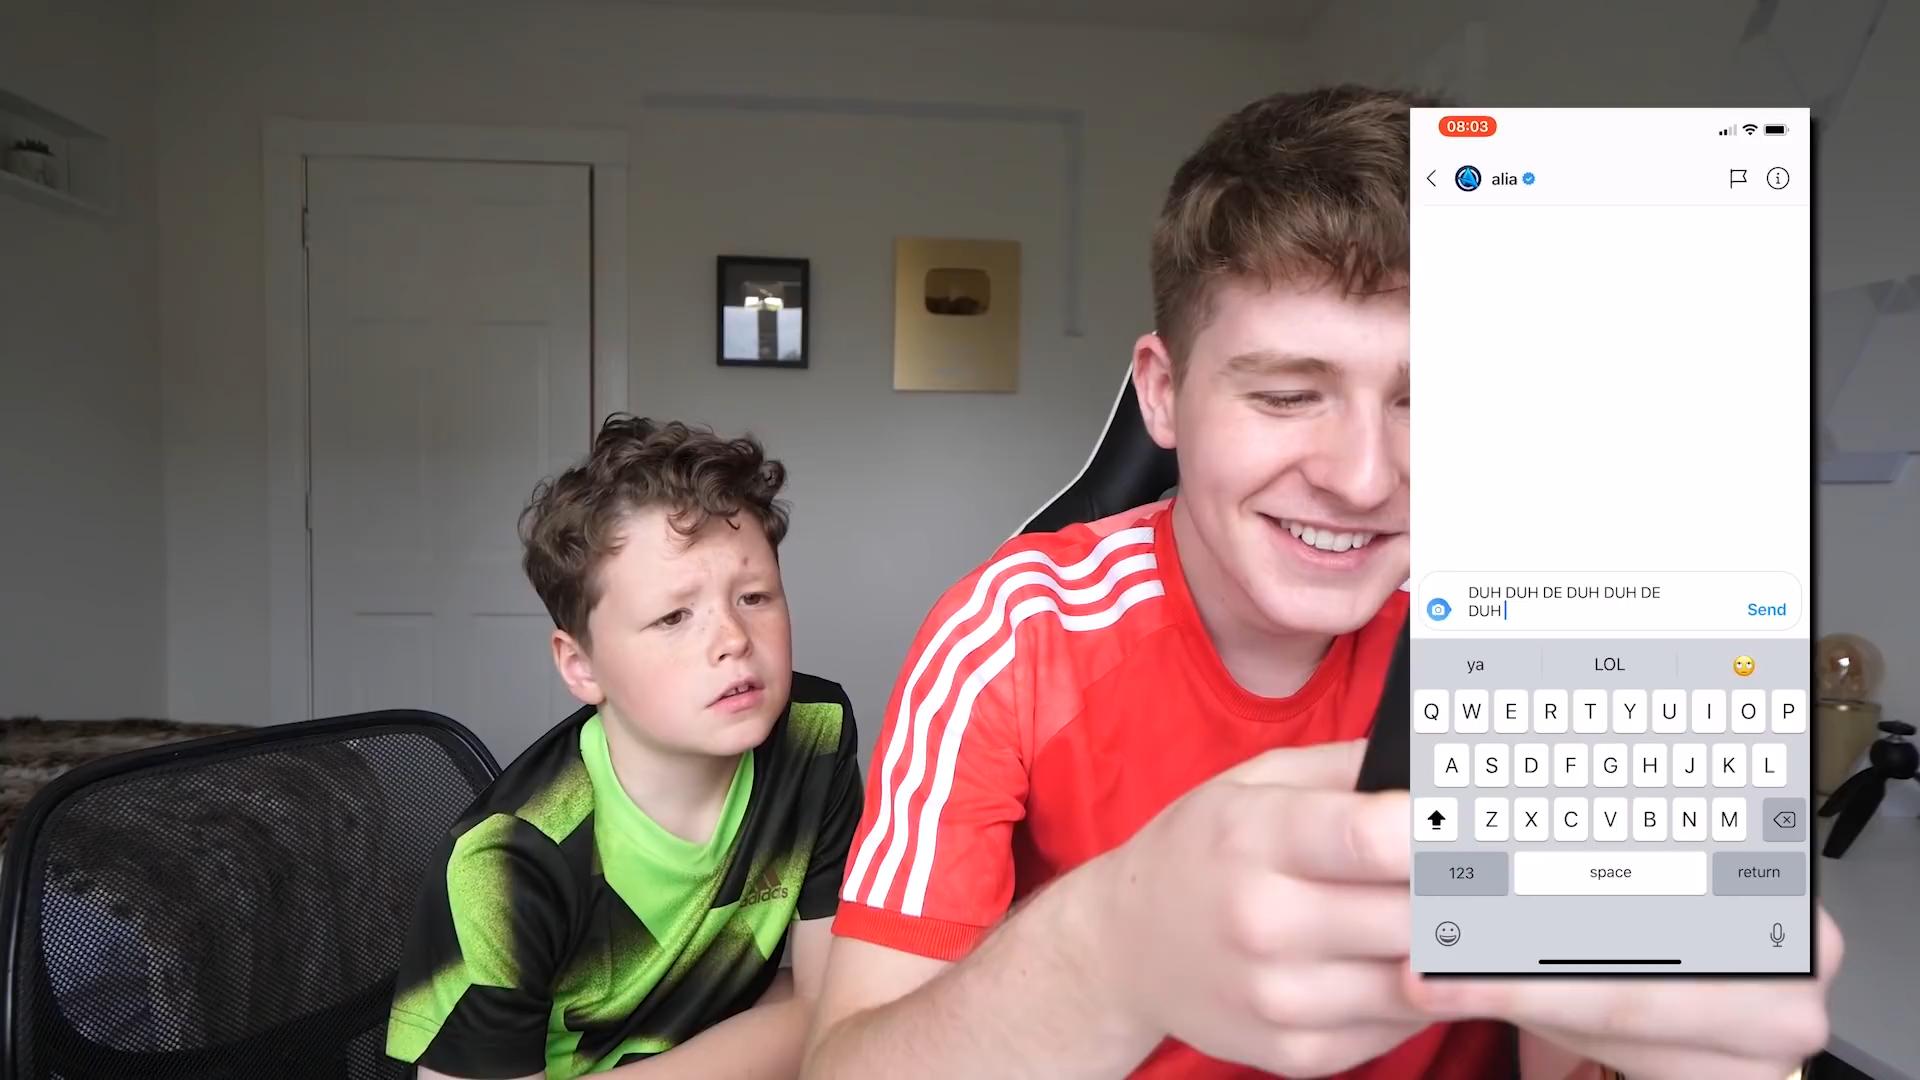 08:03
alia
DUH DUH DE DUH DUH DE
DUH
Send
ya LOL
Q W E R T Y U I O P
A S D F G H J K L
Z X C V B N M
123 space return
adidas